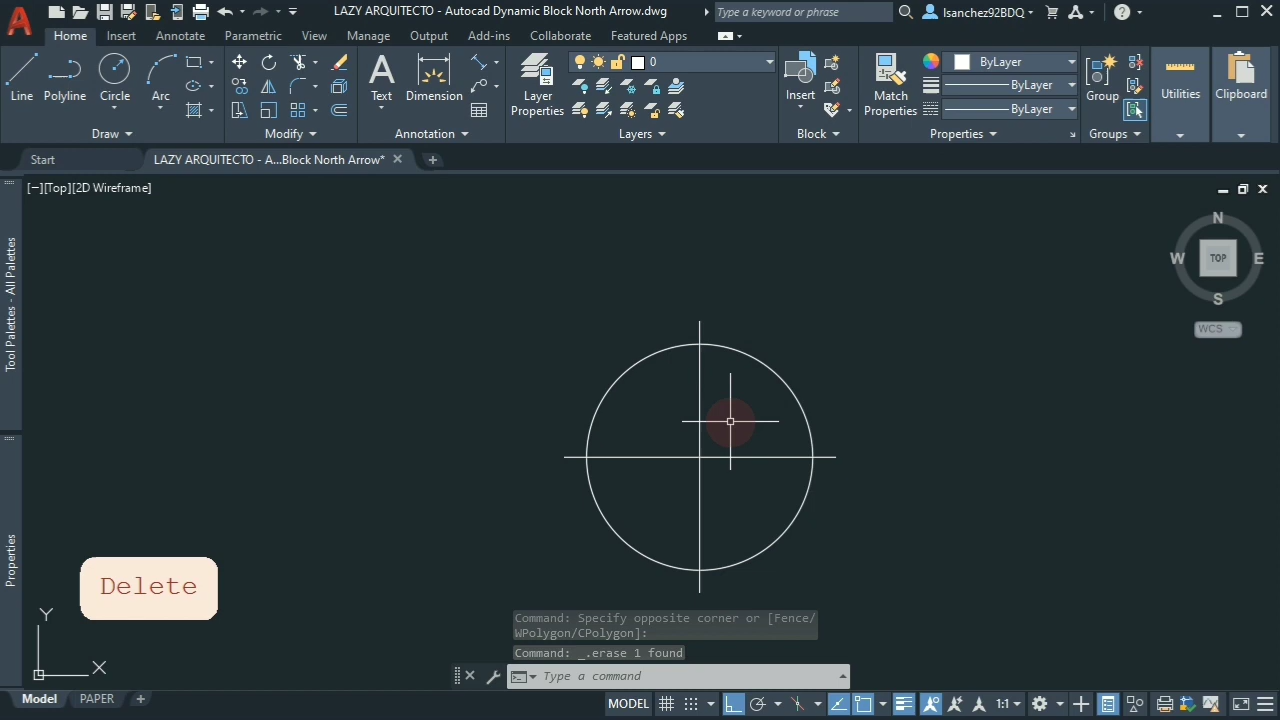 LAZY ARQUITECTO - Autocad Dynamic Block North Arrow.dwg
Type a keyword or phrase
lsanchez92BDQ
Home Insert Annotate Parametric View Manage Output Add-ins Collaborate Featured Apps
0
ByLayer
ByLayer
ByLayer
Line Polyline Circle Arc
Text Dimension
Layer
Properties
Insert
Match
Properties
Group
Utilities
Clipboard
Draw Modify Annotation Layers Block Properties Groups
Start
LAZY ARQUITECTO - A...Block North Arrow*
[−][Top][2D Wireframe]
N
W TOP E
S
WCS
Tool Palettes - All Palettes
Properties
Delete
Y
X
Command: Specify opposite corner or [Fence/
WPolygon/CPolygon]:
Command: _.erase 1 found
Type a command
Model PAPER
MODEL
1:1